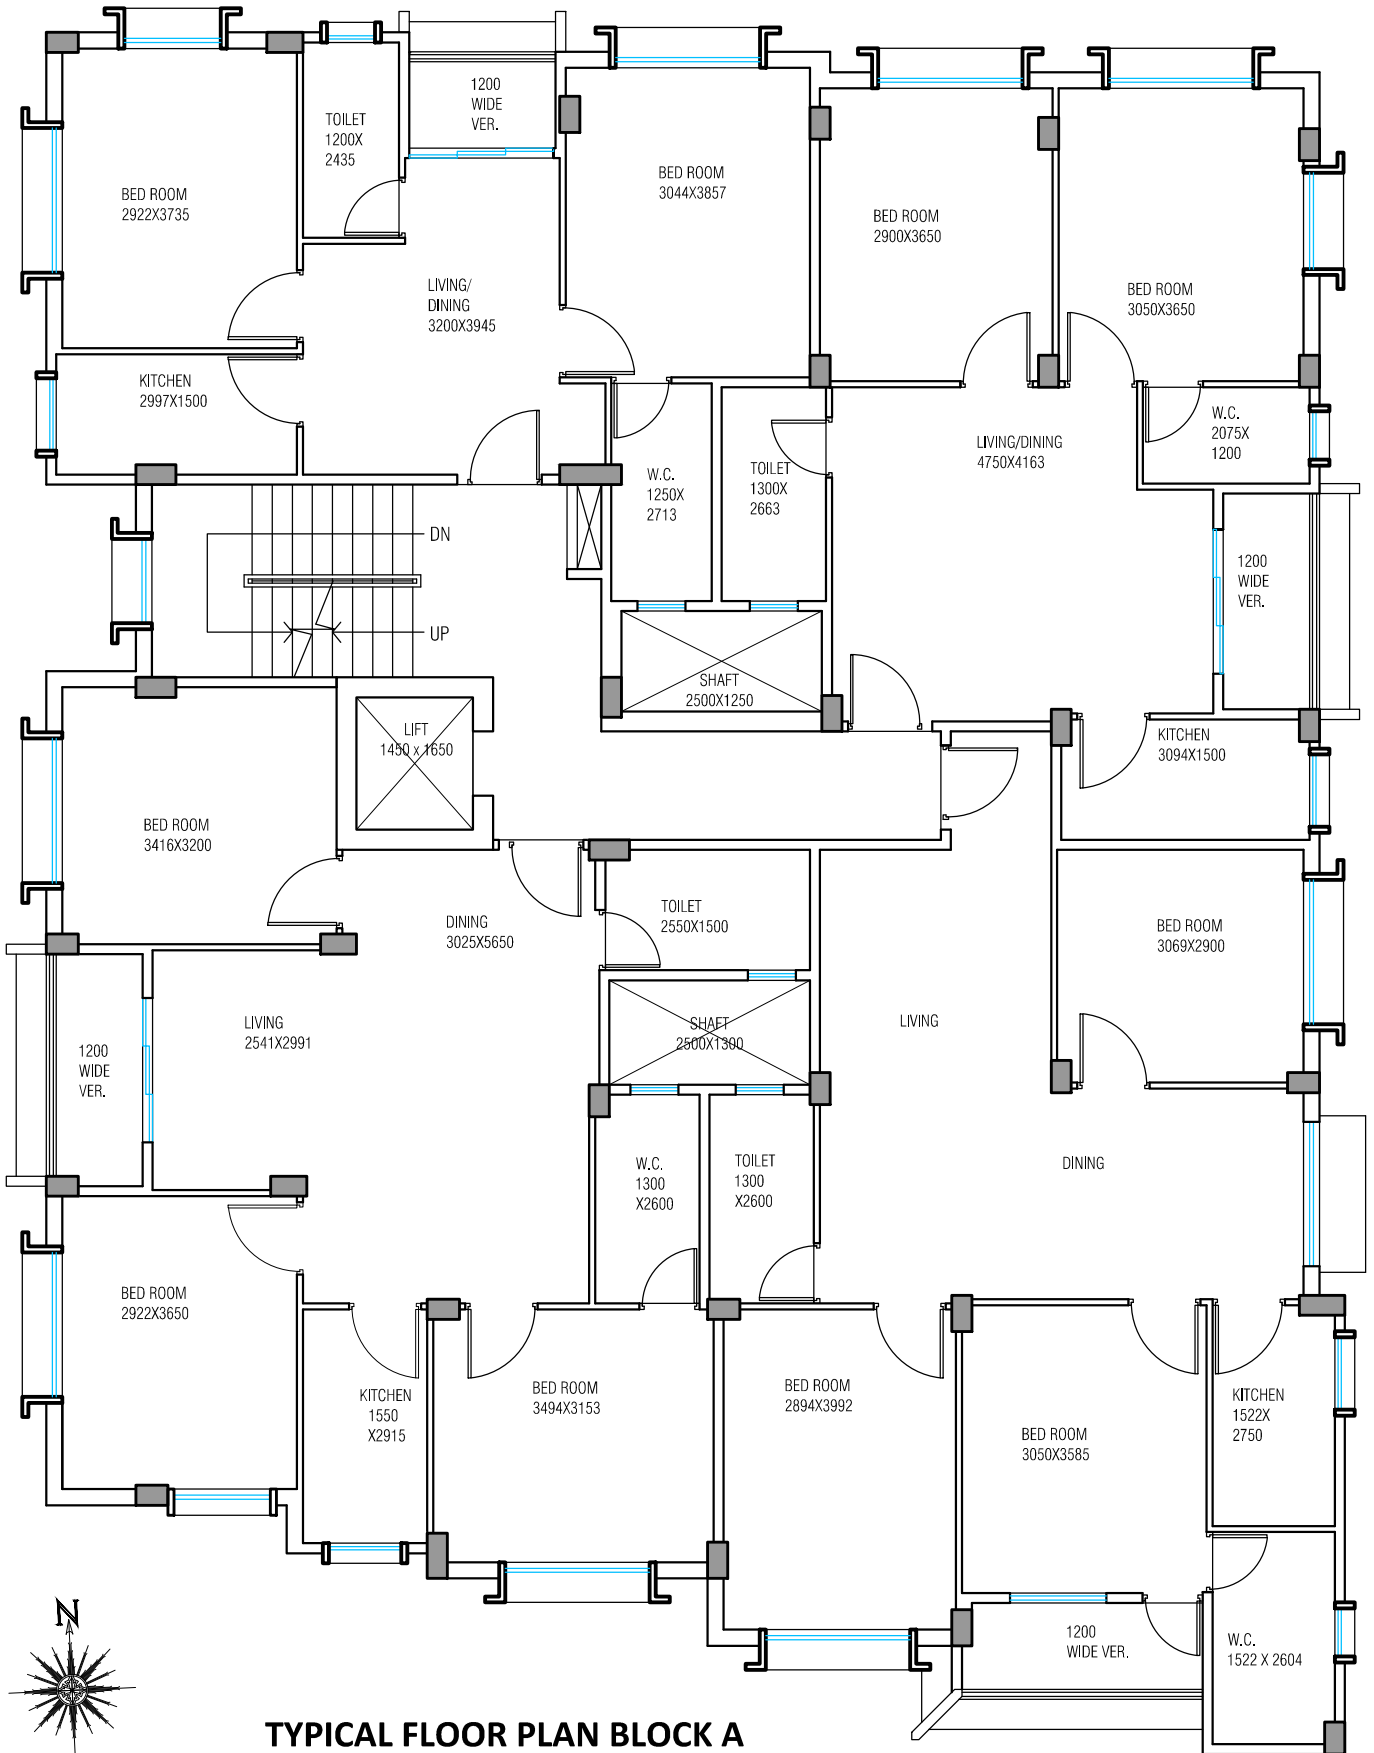 1200
WIDE
VER.
TOILET
1200X
2435
BED ROOM
2922X3735
BED ROOM
3044X3857
BED ROOM
2900X3650
BED ROOM
3050X3650
LIVING/
DINING
3200X3945
KITCHEN
2997X1500
W.C.
2075X
1200
LIVING/DINING
4750X4163
W.C.
1250X
2713
TOILET
1300X
2663
DN
UP
1200
WIDE
VER.
SHAFT
2500X1250
LIFT
1450 x 1650
KITCHEN
3094X1500
BED ROOM
3416X3200
DINING
3025X5650
TOILET
2550X1500
BED ROOM
3069X2900
LIVING
2541X2991
SHAFT
2500X1300
LIVING
1200
WIDE
VER.
W.C.
1300
X2600
TOILET
1300
X2600
DINING
BED ROOM
2922X3650
KITCHEN
1550
X2915
BED ROOM
3494X3153
BED ROOM
2894X3992
BED ROOM
3050X3585
KITCHEN
1522X
2750
1200
WIDE VER.
W.C.
1522 X 2604
N
TYPICAL FLOOR PLAN BLOCK A